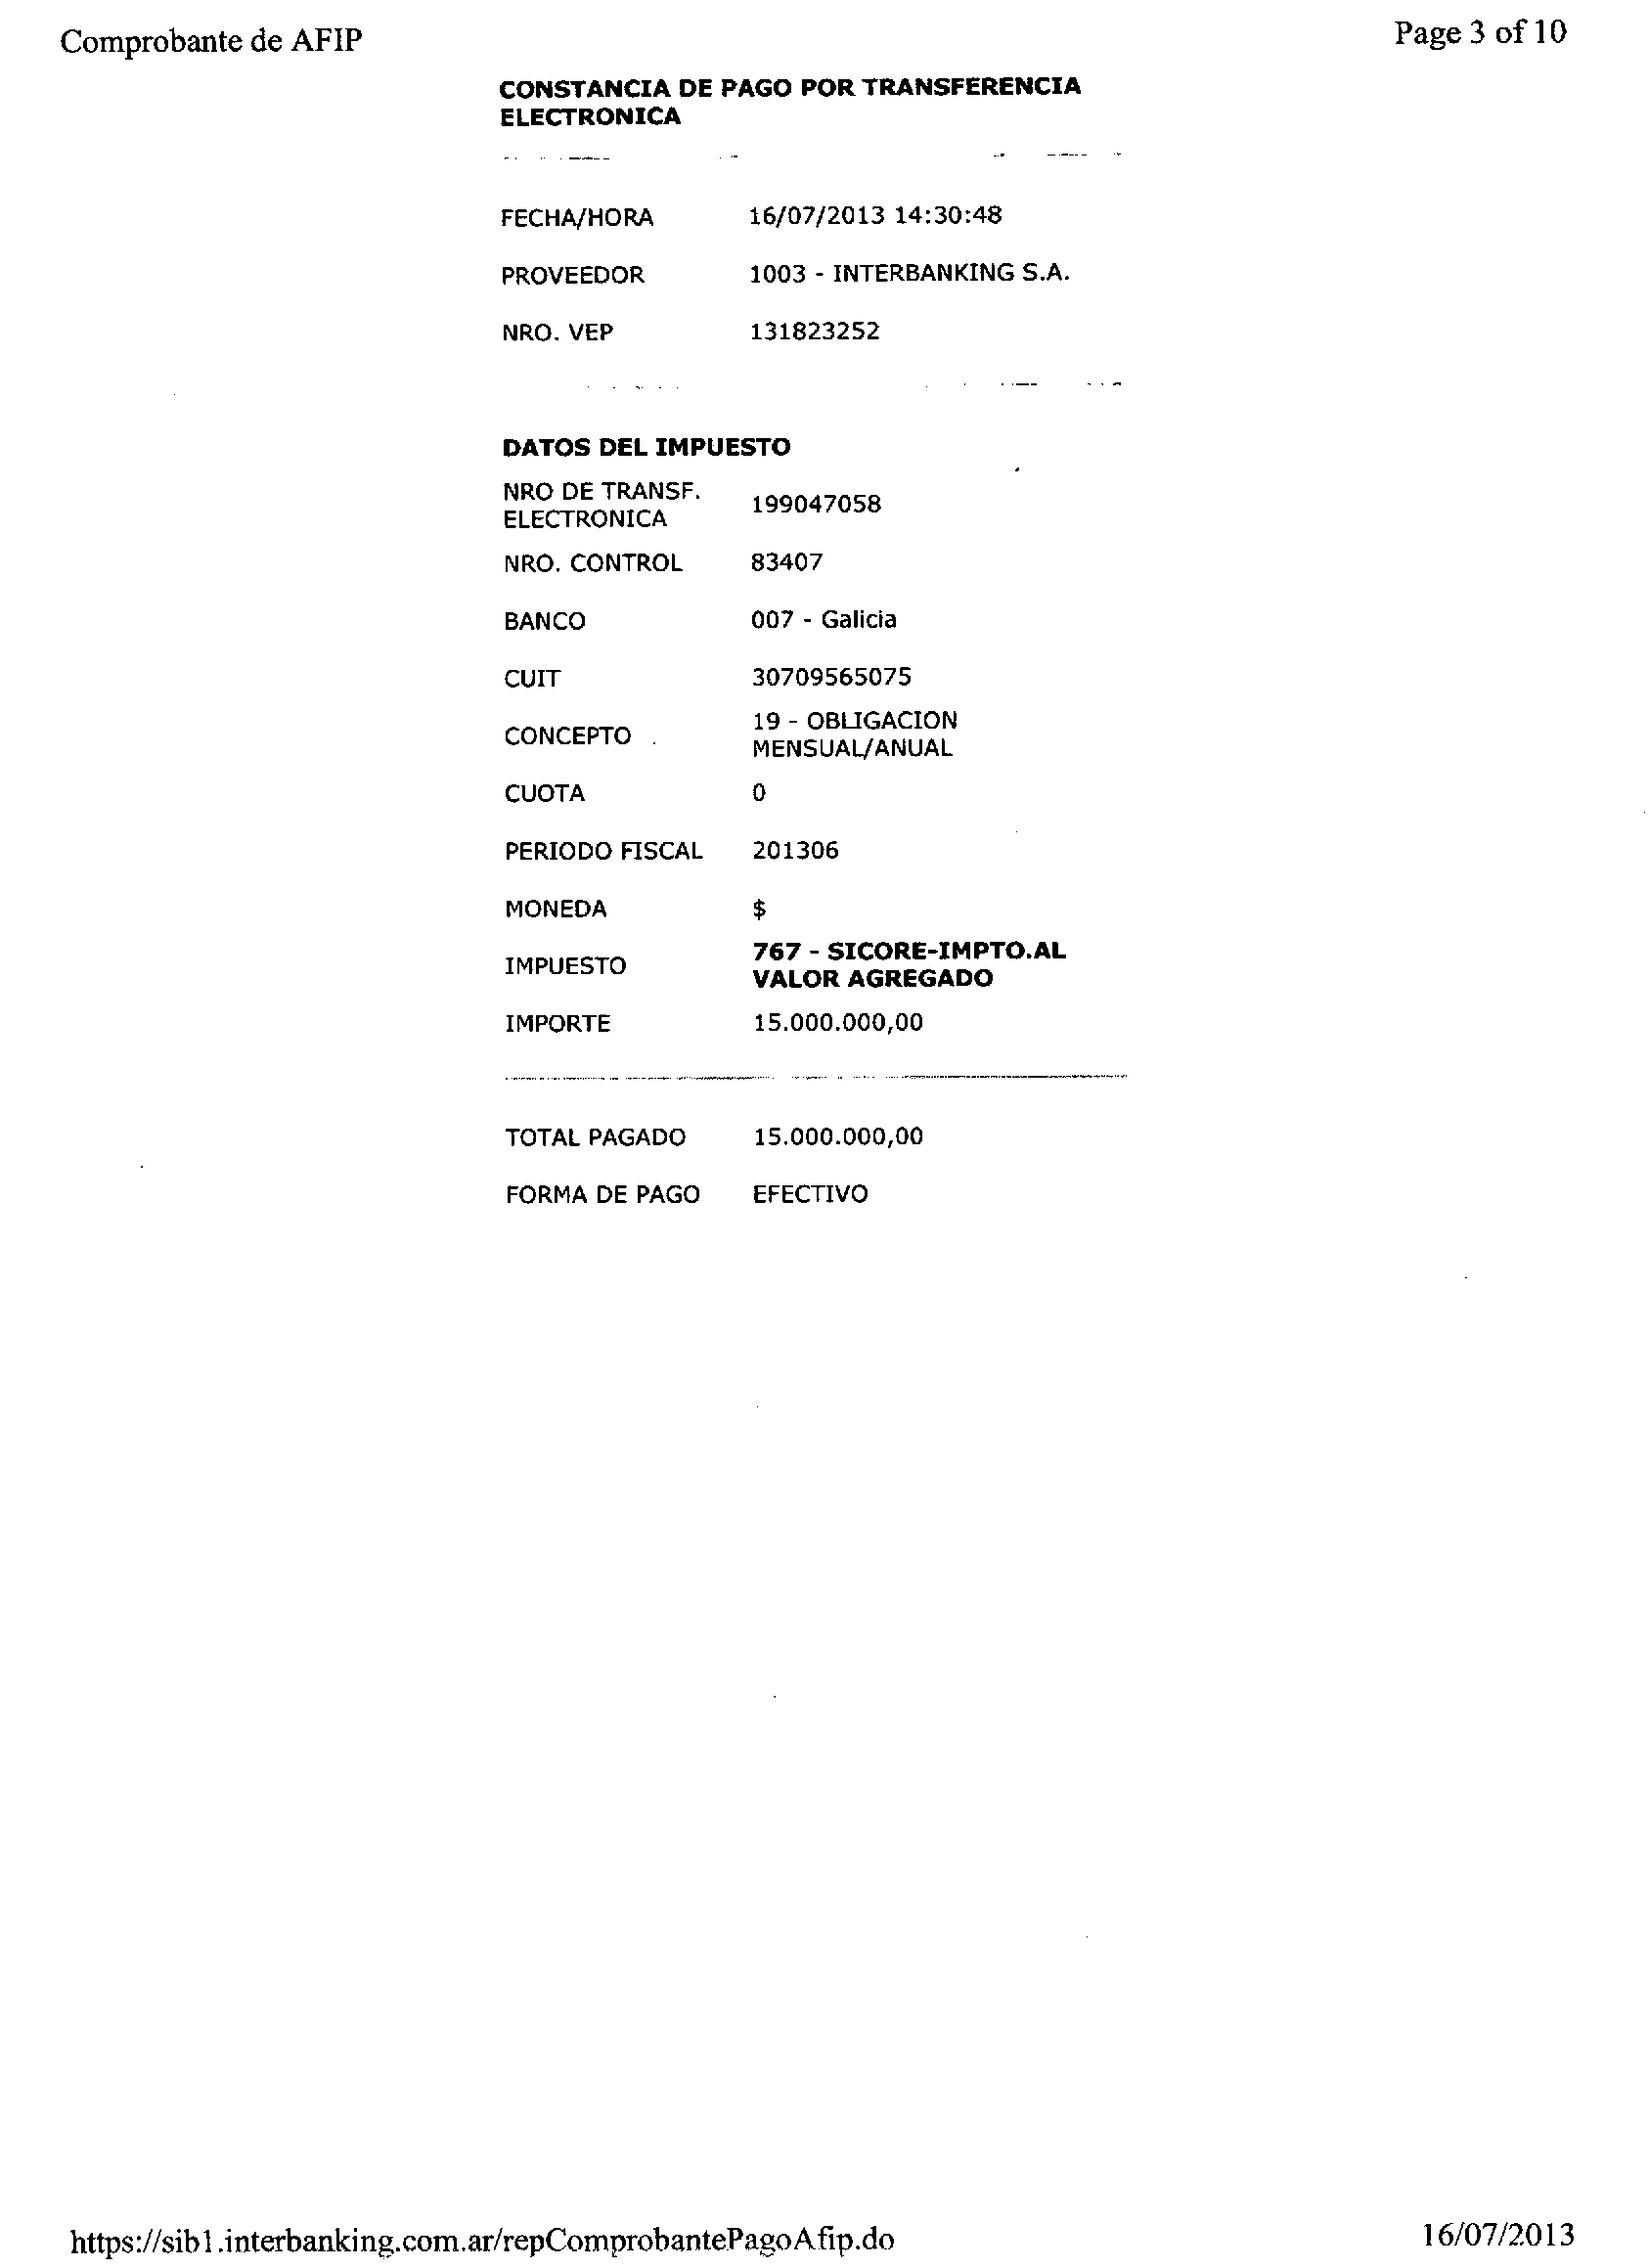 Comprobante de AFIP
Page 3 of 10
CONSTANCIA DE PAGO POR TRANSFERENCIA
ELECTRONICA
FECHA/HORA 16/07/2013 14:30:48
PROVEEDOR 1003 - INTERBANKING S.A.
NRO. VEP 131823252
DATOS DEL IMPUESTO
NRO DE TRANSF.
ELECTRONICA 199047058
NRO. CONTROL 83407
BANCO 007 - Galicia
CUIT 30709565075
CONCEPTO 19 - OBLIGACION
MENSUAL/ANUAL
CUOTA 0
PERIODO FISCAL 201306
MONEDA $
IMPUESTO 767 - SICORE-IMPTO.AL
VALOR AGREGADO
IMPORTE 15.000.000,00
TOTAL PAGADO 15.000.000,00
FORMA DE PAGO EFECTIVO
https://sib1.interbanking.com.ar/repComprobantePagoAfip.do
16/07/2013